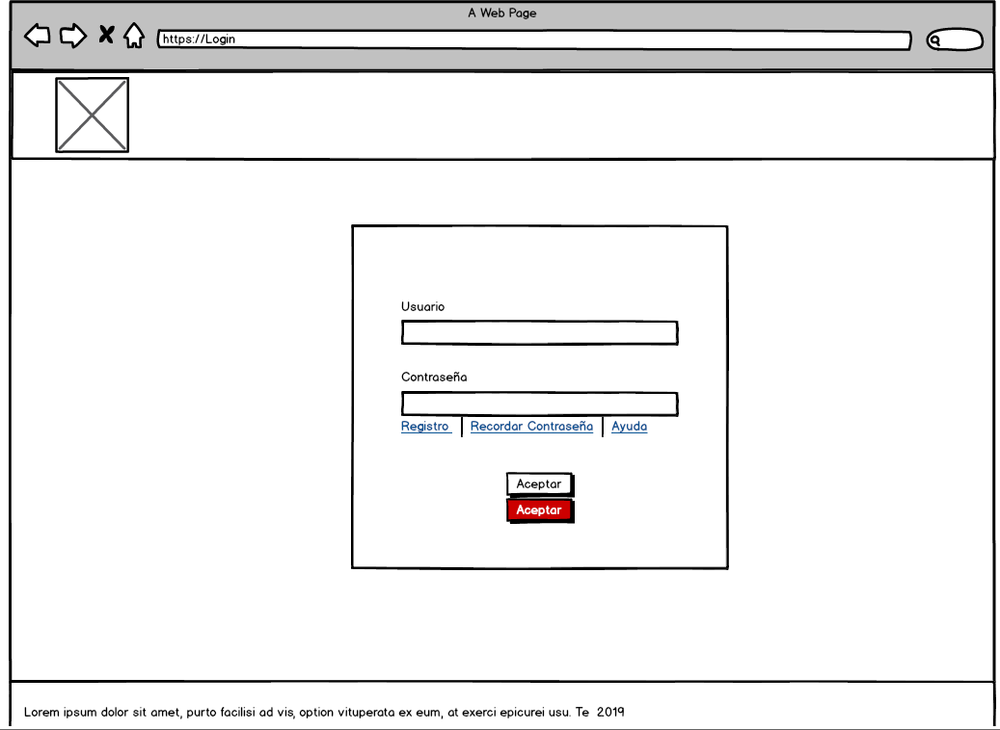 A Web Page
https://Login
Usuario
Contraseña
Registro | Recordar Contraseña | Ayuda
Aceptar
Aceptar
Lorem ipsum dolor sit amet, purto facilisi ad vis, option vituperata ex eum, at exerci epicurei usu. Te 2019